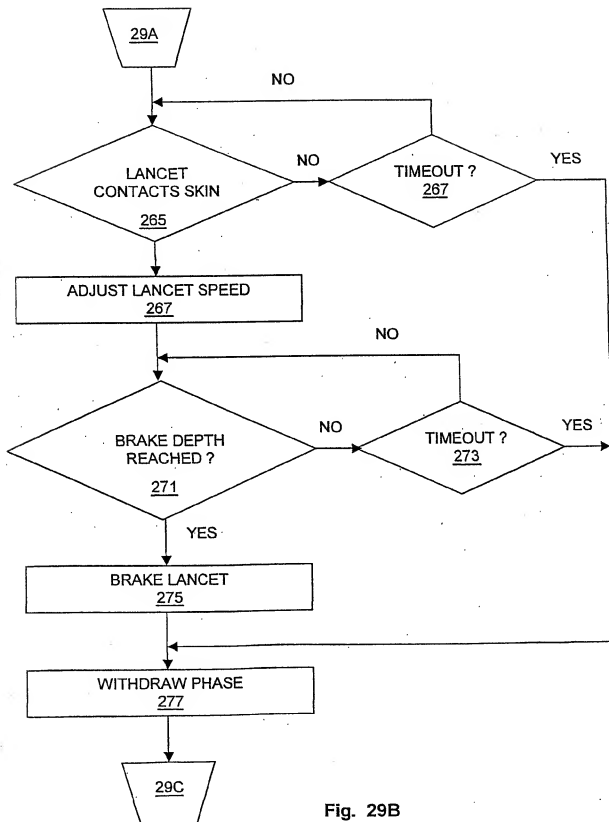 29A
NO
LANCET
CONTACTS SKIN
265
NO
TIMEOUT ?
267
YES
ADJUST LANCET SPEED
267
NO
BRAKE DEPTH
REACHED ?
271
NO
TIMEOUT ?
273
YES
YES
BRAKE LANCET
275
WITHDRAW PHASE
277
29C
Fig. 29B